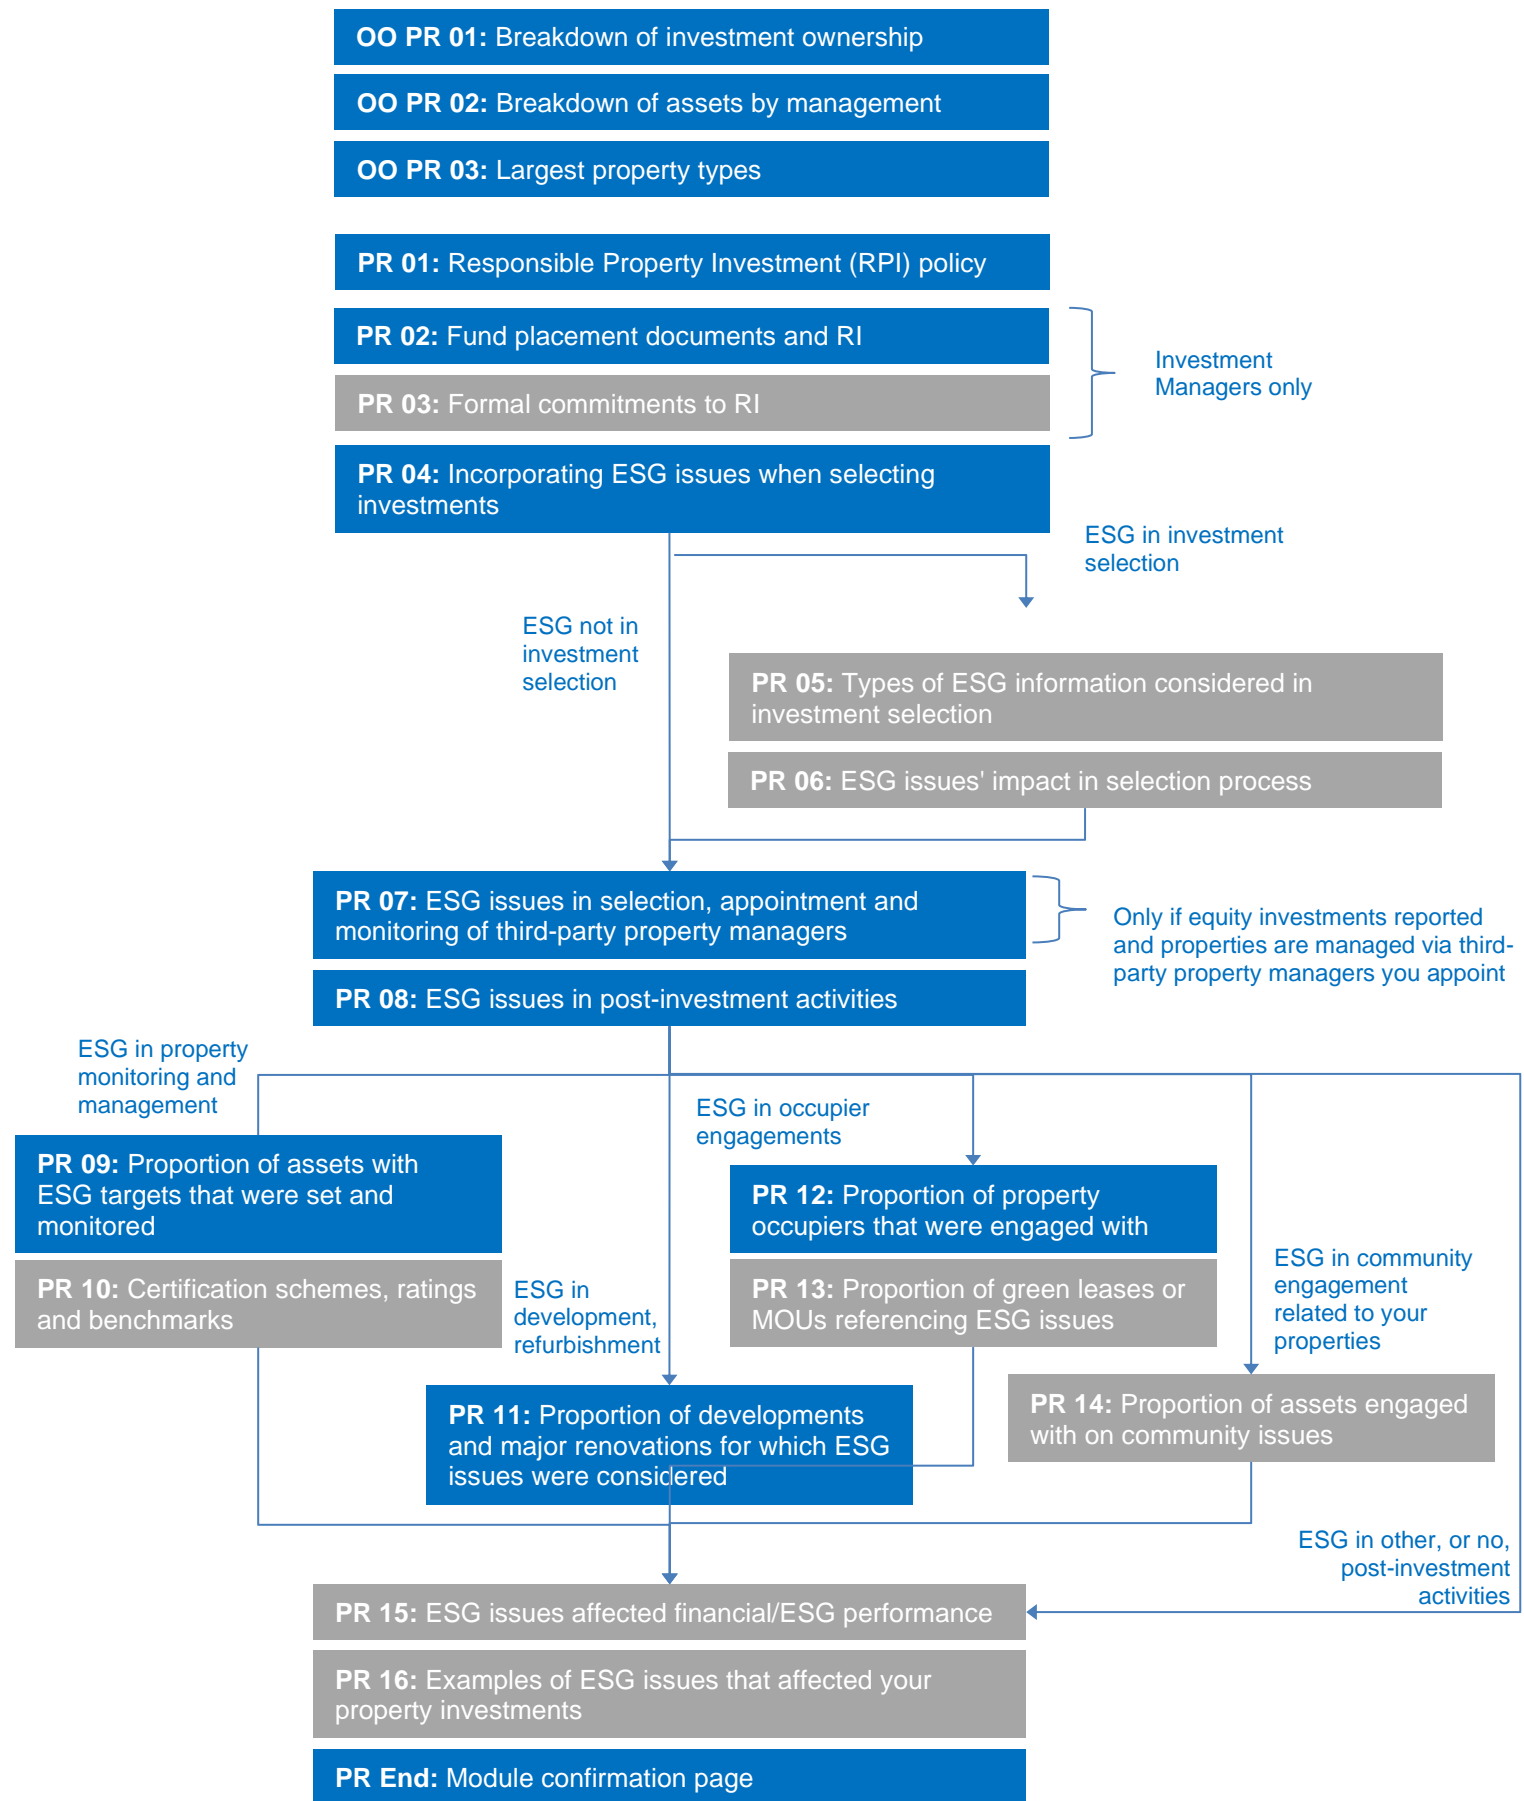 OO PR 01: Breakdown of investment ownership
OO PR 02: Breakdown of assets by management
OO PR 03: Largest property types
PR 01: Responsible Property Investment (RPI) policy
PR 02: Fund placement documents and RI
PR 03: Formal commitments to RI
Investment
Managers only
PR 04: Incorporating ESG issues when selecting
investments
ESG in investment
selection
ESG not in
investment
selection
PR 05: Types of ESG information considered in
investment selection
PR 06: ESG issues' impact in selection process
PR 07: ESG issues in selection, appointment and
monitoring of third-party property managers
Only if equity investments reported
and properties are managed via third-
party property managers you appoint
PR 08: ESG issues in post-investment activities
ESG in property
monitoring and
management
ESG in occupier
engagements
PR 09: Proportion of assets with
ESG targets that were set and
monitored
PR 12: Proportion of property
occupiers that were engaged with
PR 10: Certification schemes, ratings
and benchmarks
ESG in
development,
refurbishment
PR 13: Proportion of green leases or
MOUs referencing ESG issues
ESG in community
engagement
related to your
properties
PR 11: Proportion of developments
and major renovations for which ESG
issues were considered
PR 14: Proportion of assets engaged
with on community issues
ESG in other, or no,
post-investment
activities
PR 15: ESG issues affected financial/ESG performance
PR 16: Examples of ESG issues that affected your
property investments
PR End: Module confirmation page